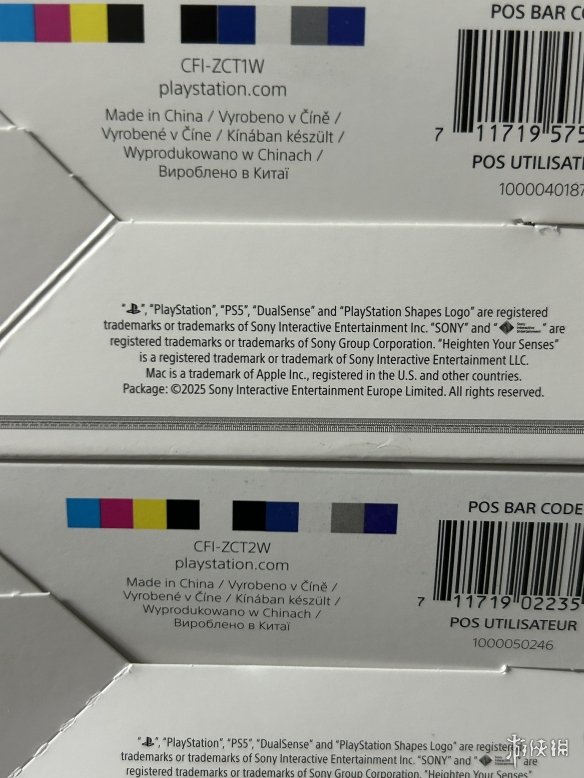 POS BAR
CFI-ZCT1W
playstation.com
Made in China / Vyrobeno v Číně /
Vyrobené v Číne / Kínában készült /
Wyprodukowano w Chinach /
Вироблено в Китаї
7 11719 575
POS
1000040187
"PlayStation", "PS5", "DualSense" and "PlayStation Shapes Logo" are registered
trademarks or trademarks of Sony Interactive Entertainment Inc. "SONY" and " " are
registered trademarks or trademarks of Sony Group Corporation. "Heighten Your Senses"
is a registered trademark or trademark of Sony Interactive Entertainment LLC.
Mac is a trademark of Apple Inc., registered in the U.S. and other countries.
Package: ©2025 Sony Interactive Entertainment Europe Limited. All rights reserved.
POS BAR CODE
CFI-ZCT2W
playstation.com
Made in China / Vyrobeno v Číně /
Vyrobené v Číne / Kínában készült /
Wyprodukowano w Chinach /
Вироблено в Китаї
7 11719 02235
POS UTILISATEUR
1000050246
"PlayStation", "PS5", "DualSense" and "PlayStation Shapes Logo" are
trademarks or trademarks of Sony Interactive Entertainment Inc. "SONY" and "
registered trademarks or trademarks of Sony Group Corporation. "Heighten Your Senses"
游侠网